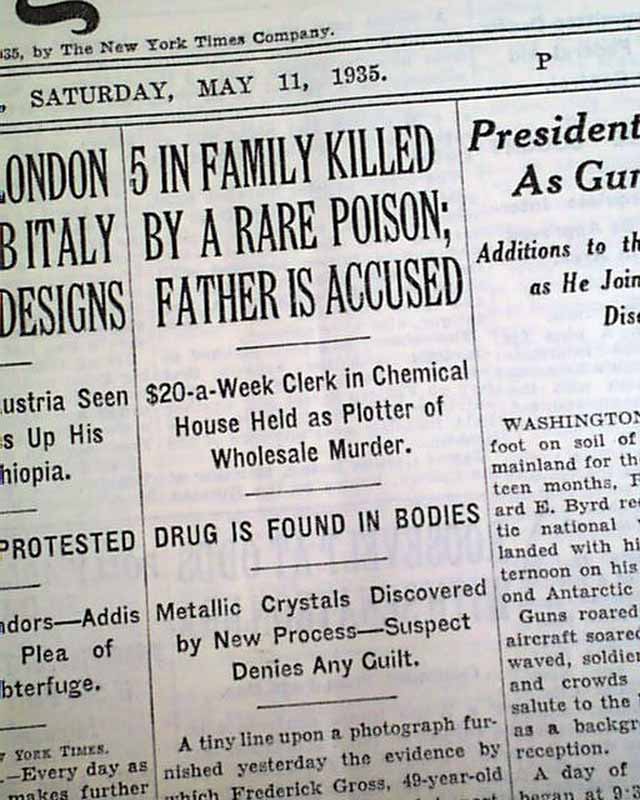 935, by The New York Times Company.
SATURDAY, MAY 11, 1935.
P
LONDON
B ITALY
DESIGNS
ustria Seen
s Up His
hiopia.
PROTESTED
ndors—Addis
Plea of
bterfuge.
YORK TIMES.
—Every day as
makes further
5 IN FAMILY KILLED
BY A RARE POISON;
FATHER IS ACCUSED
$20-a-Week Clerk in Chemical
House Held as Plotter of
Wholesale Murder.
DRUG IS FOUND IN BODIES
Metallic Crystals Discovered
by New Process—Suspect
Denies Any Guilt.
A tiny line upon a photograph fur-
nished yesterday the evidence by
which Frederick Gross, 49-year-old
President
As Gun
Additions to th
as He Join
Disc
WASHINGTON
foot on soil of
mainland for th
teen months, R
ard E. Byrd re
tic national
landed with hi
ternoon on his
ond Antarctic
Guns roared
aircraft soared
waved, soldier
and crowds
salute to the
as a backgr
reception.
A day of
began at 9:3